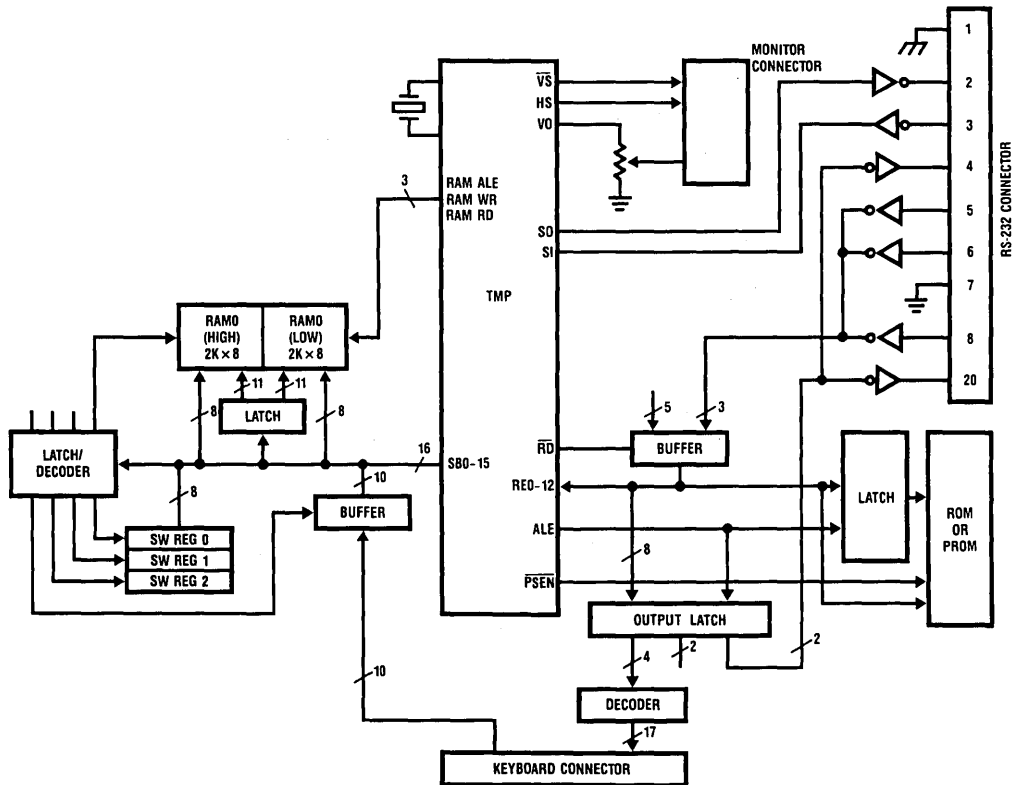 MONITOR
CONNECTOR
1
2
3
4
5
6
7
8
20
RS-232 CONNECTOR
V̅S̅
HS
VO
SO
SI
3
RAM ALE
RAM WR
RAM RD
TMP
RAM0
(HIGH)
2K × 8
RAM0
(LOW)
2K × 8
11
11
8
8
LATCH
LATCH/
DECODER
16
SB0-15
10
8
BUFFER
SW REG 0
SW REG 1
SW REG 2
5
3
R̅D̅
BUFFER
RE0-12
ALE
P̅S̅E̅N̅
LATCH
ROM
OR
PROM
8
OUTPUT LATCH
4
2
2
DECODER
17
10
KEYBOARD CONNECTOR